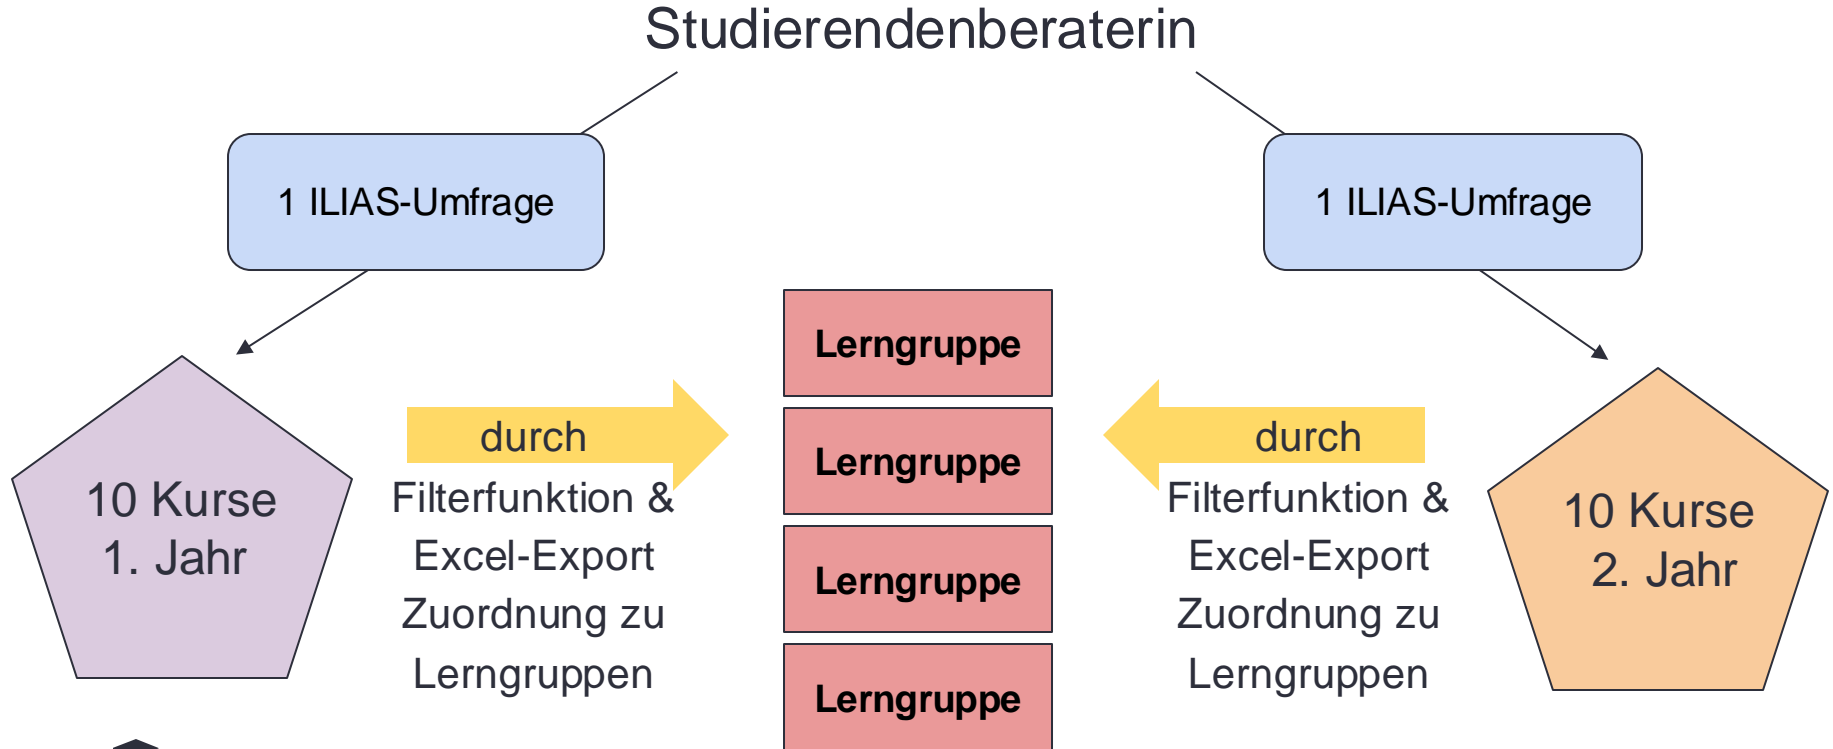 Studierendenberaterin
1 ILIAS-Umfrage
1 ILIAS-Umfrage
10 Kurse
1. Jahr
durch
Filterfunktion &
Excel-Export
Zuordnung zu
Lerngruppen
Lerngruppe
Lerngruppe
Lerngruppe
Lerngruppe
durch
Filterfunktion &
Excel-Export
Zuordnung zu
Lerngruppen
10 Kurse
2. Jahr